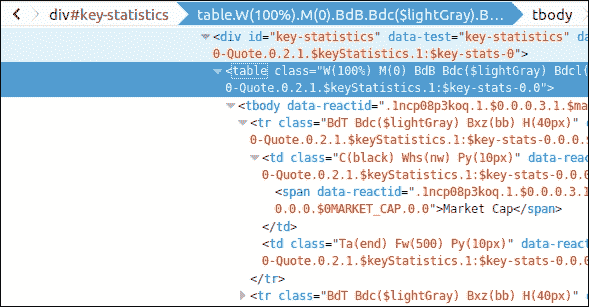 div#key-statistics table.W(100%).M(0).BdB.Bdc($lightGray).B... tbody
<div id="key-statistics" data-test="key-statistics" da
0-Quote.0.2.1.$keyStatistics.1:$key-stats-0">
<table class="W(100%) M(0) BdB Bdc($lightGray) Bdcl(
0-Quote.0.2.1.$keyStatistics.1:$key-stats-0.0">
<tbody data-reactid=".1ncp08p3koq.1.$0.0.0.3.1.$ma
<tr class="BdT Bdc($lightGray) Bxz(bb) H(40px)" d
0-Quote.0.2.1.$keyStatistics.1:$key-stats-0.0.0.$
<td class="C(black) Whs(nw) Py(10px)" data-reac
0-Quote.0.2.1.$keyStatistics.1:$key-stats-0.0.0
<span data-reactid=".1ncp08p3koq.1.$0.0.0.3.1
0.0.0.$0MARKET_CAP.0.0">Market Cap</span>
</td>
<td class="Ta(end) Fw(500) Py(10px)" data-react
0-Quote.0.2.1.$keyStatistics.1:$key-stats-0.0.0
</tr>
<tr class="BdT Bdc($lightGray) Bxz(bb) H(40px)" d